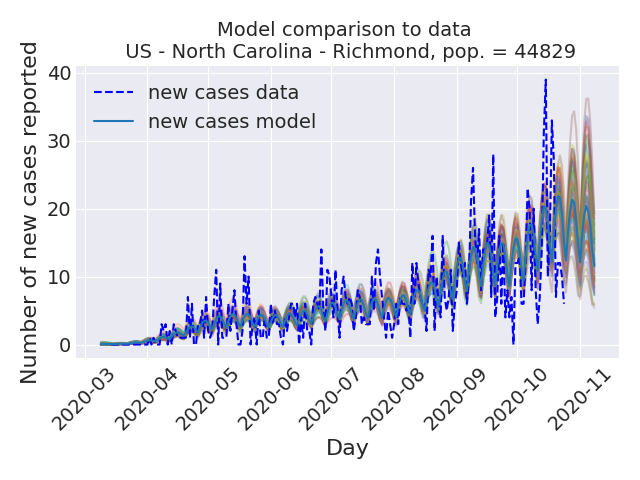 Model comparison to data
US - North Carolina - Richmond, pop. = 44829
Number of new cases reported
40
30
20
10
0
new cases data
new cases model
2020-03
2020-04
2020-05
2020-06
2020-07
2020-08
2020-09
2020-10
2020-11
Day